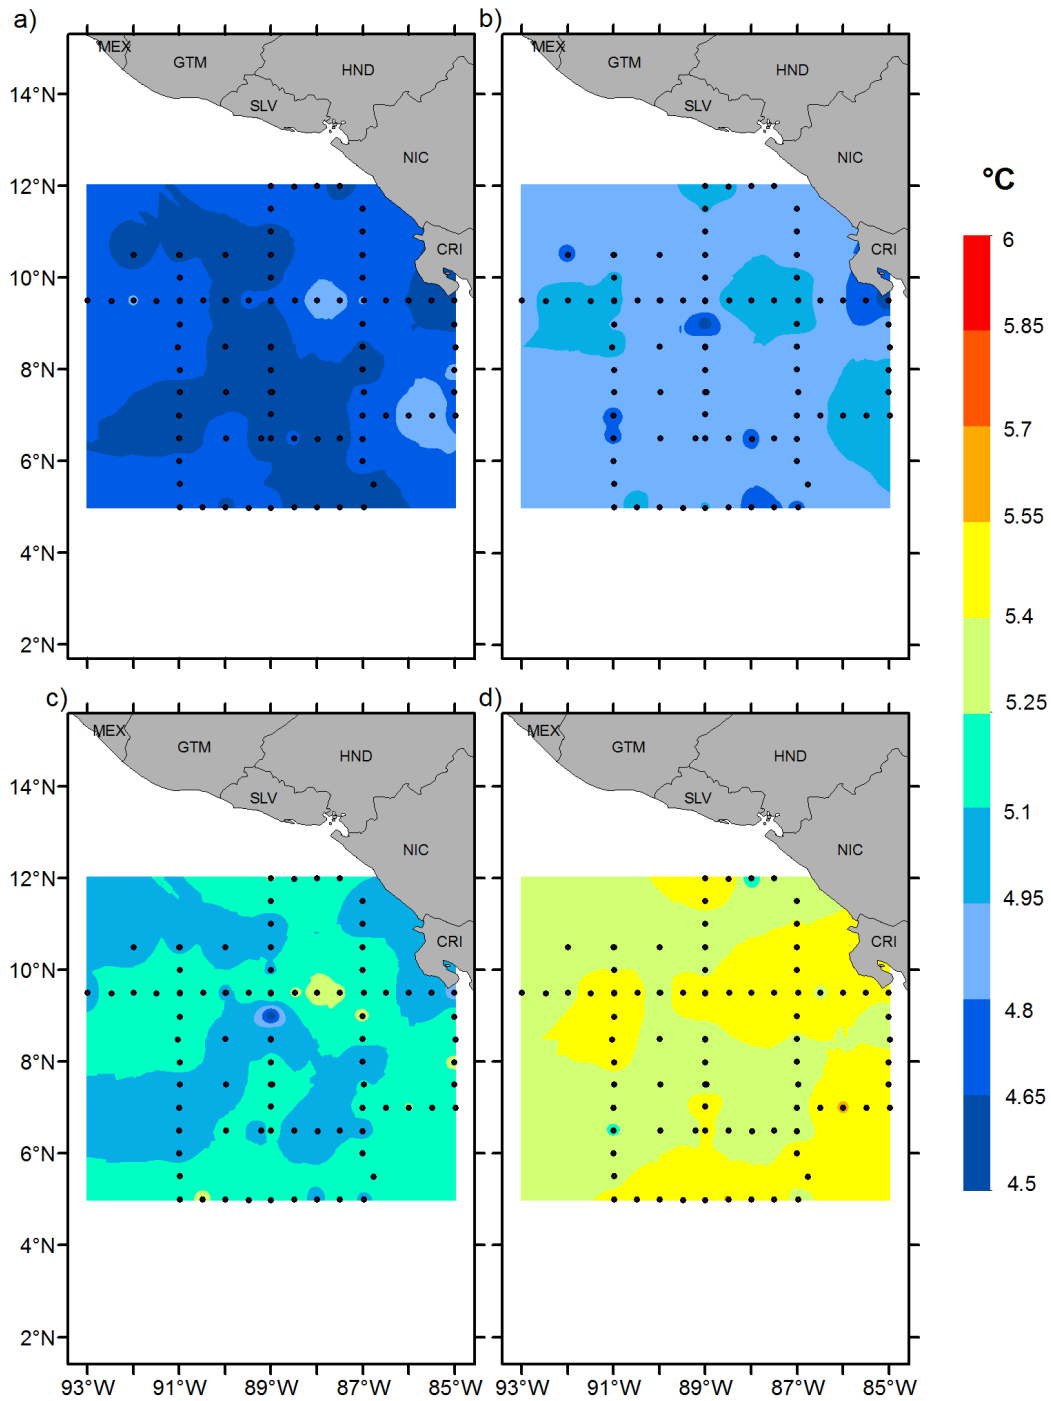 a)
b)
MEX
GTM
HND
SLV
NIC
CRI
MEX
GTM
HND
SLV
NIC
CRI
14°N
12°N
10°N
8°N
6°N
4°N
2°N
°C
6
5.85
5.7
5.55
5.4
5.25
5.1
4.95
4.8
4.65
4.5
c)
d)
MEX
GTM
HND
SLV
NIC
CRI
MEX
GTM
HND
SLV
NIC
CRI
14°N
12°N
10°N
8°N
6°N
4°N
2°N
93°W
91°W
89°W
87°W
85°W
93°W
91°W
89°W
87°W
85°W